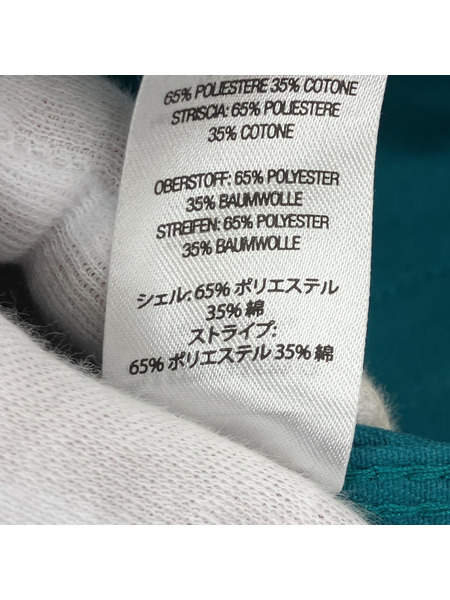 65% POLIESTERE 35% COTONE
STRISCIA: 65% POLIESTERE
35% COTONE
OBERSTOFF: 65% POLYESTER
35% BAUMWOLLE
STREIFEN: 65% POLYESTER
35% BAUMWOLLE
シェル: 65% ポリエステル
35% 綿
ストライプ:
65% ポリエステル 35% 綿